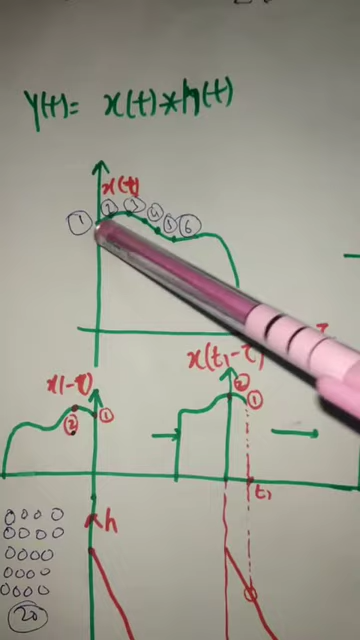 y(t) = x(t) * h(t)
x(t)
① ② ③ ④ ⑤ ⑥
x(t₁-τ)
x(-τ)
② ①
② ①
t₁
h
20